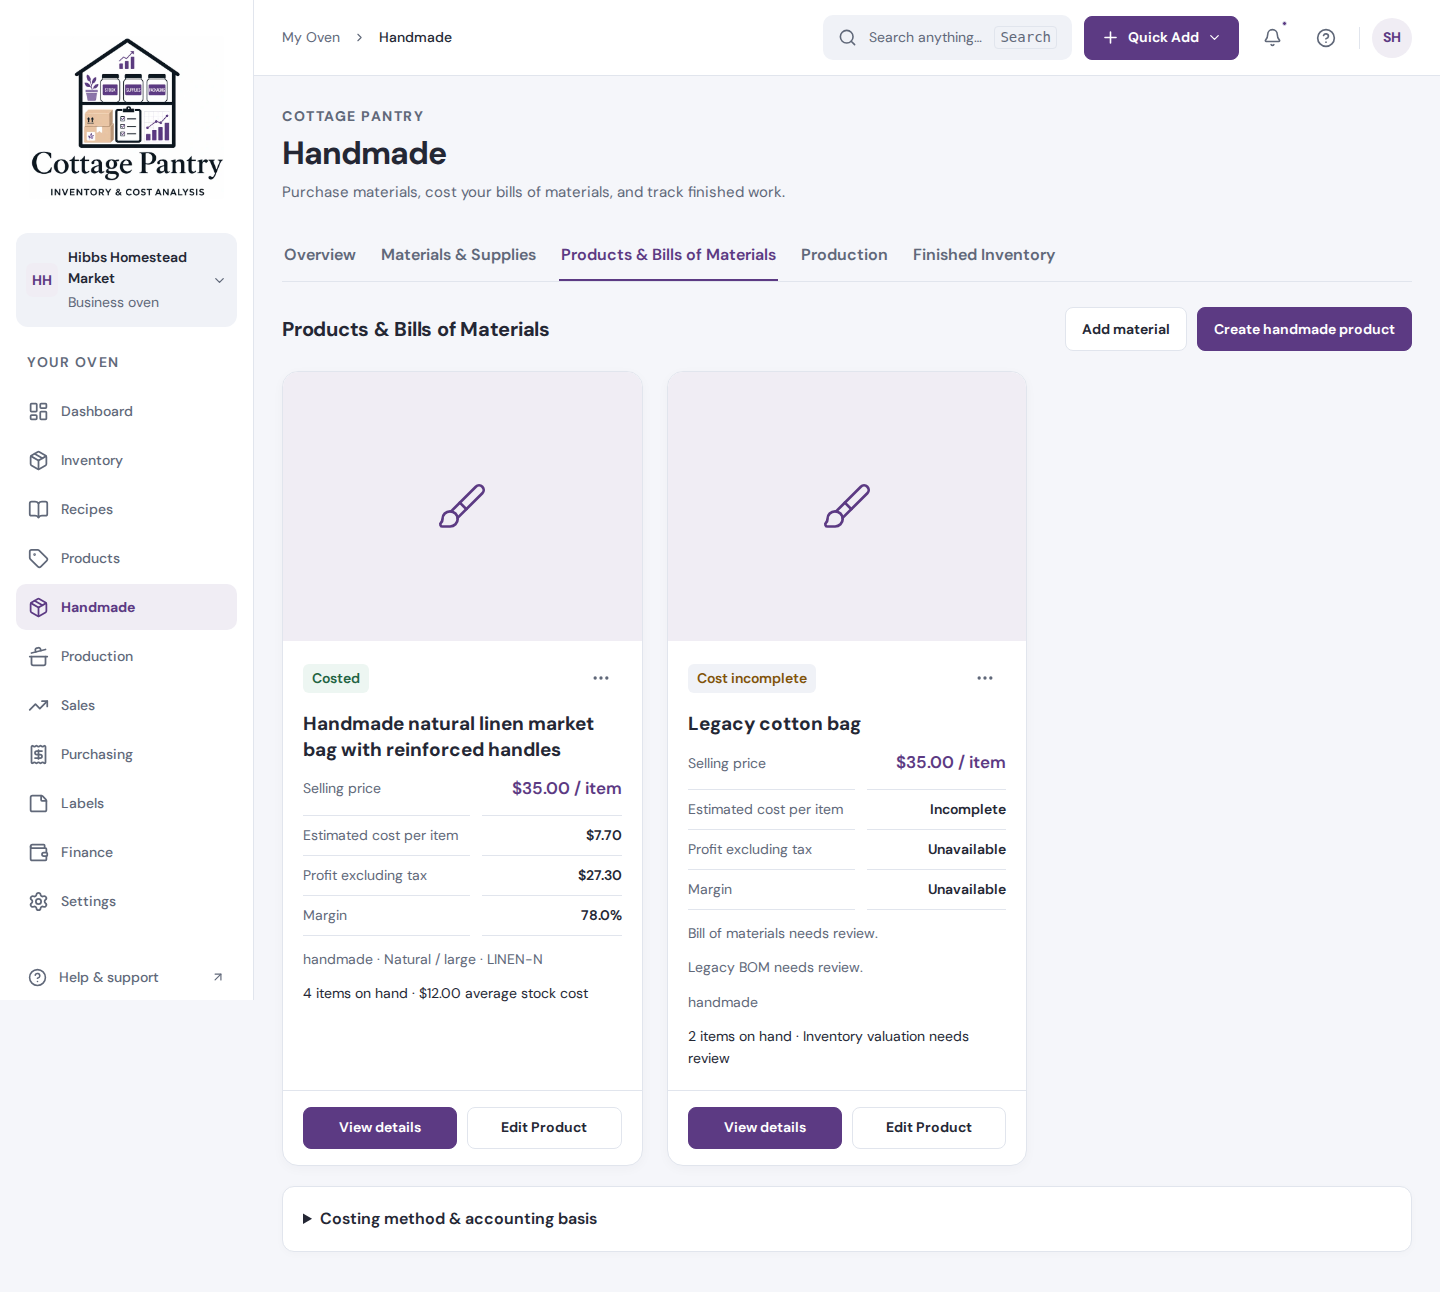 Cottage Pantry
INVENTORY & COST ANALYSIS
HH
Hibbs Homestead
Market
Business oven
YOUR OVEN
Dashboard
Inventory
Recipes
Products
Handmade
Production
Sales
Purchasing
Labels
Finance
Settings
Help & support
My Oven
Handmade
Search anything...
Search
Quick Add
SH
COTTAGE PANTRY
Handmade
Purchase materials, cost your bills of materials, and track finished work.
Overview
Materials & Supplies
Products & Bills of Materials
Production
Finished Inventory
Products & Bills of Materials
Add material
Create handmade product
Costed
Handmade natural linen market
bag with reinforced handles
Selling price $35.00 / item
Estimated cost per item $7.70
Profit excluding tax $27.30
Margin 78.0%
handmade · Natural / large · LINEN-N
4 items on hand · $12.00 average stock cost
View details
Edit Product
Cost incomplete
Legacy cotton bag
Selling price $35.00 / item
Estimated cost per item Incomplete
Profit excluding tax Unavailable
Margin Unavailable
Bill of materials needs review.
Legacy BOM needs review.
handmade
2 items on hand · Inventory valuation needs
review
View details
Edit Product
Costing method & accounting basis